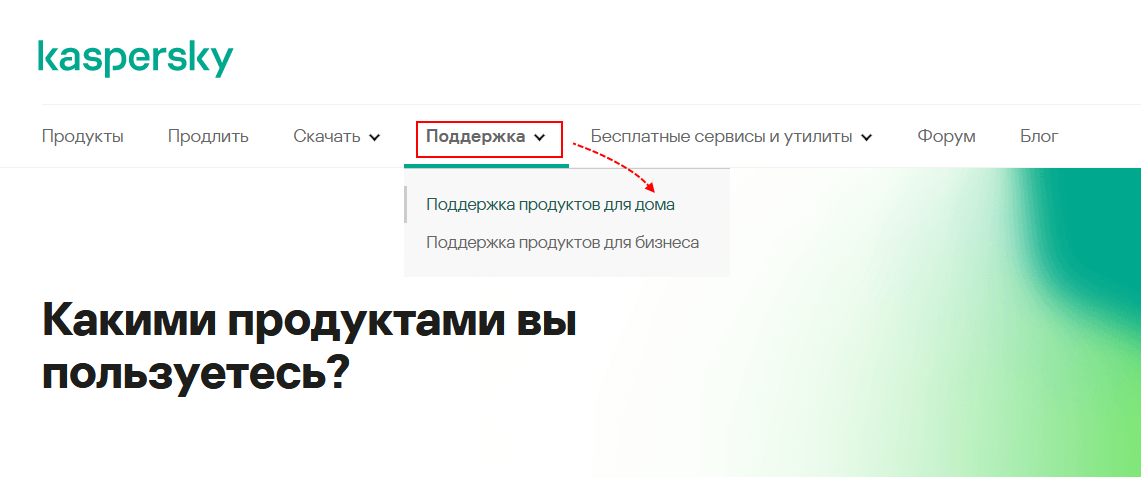 kaspersky
Продукты Продлить Скачать Поддержка Бесплатные сервисы и утилиты Форум Блог
Поддержка продуктов для дома
Поддержка продуктов для бизнеса
Какими продуктами вы
пользуетесь?